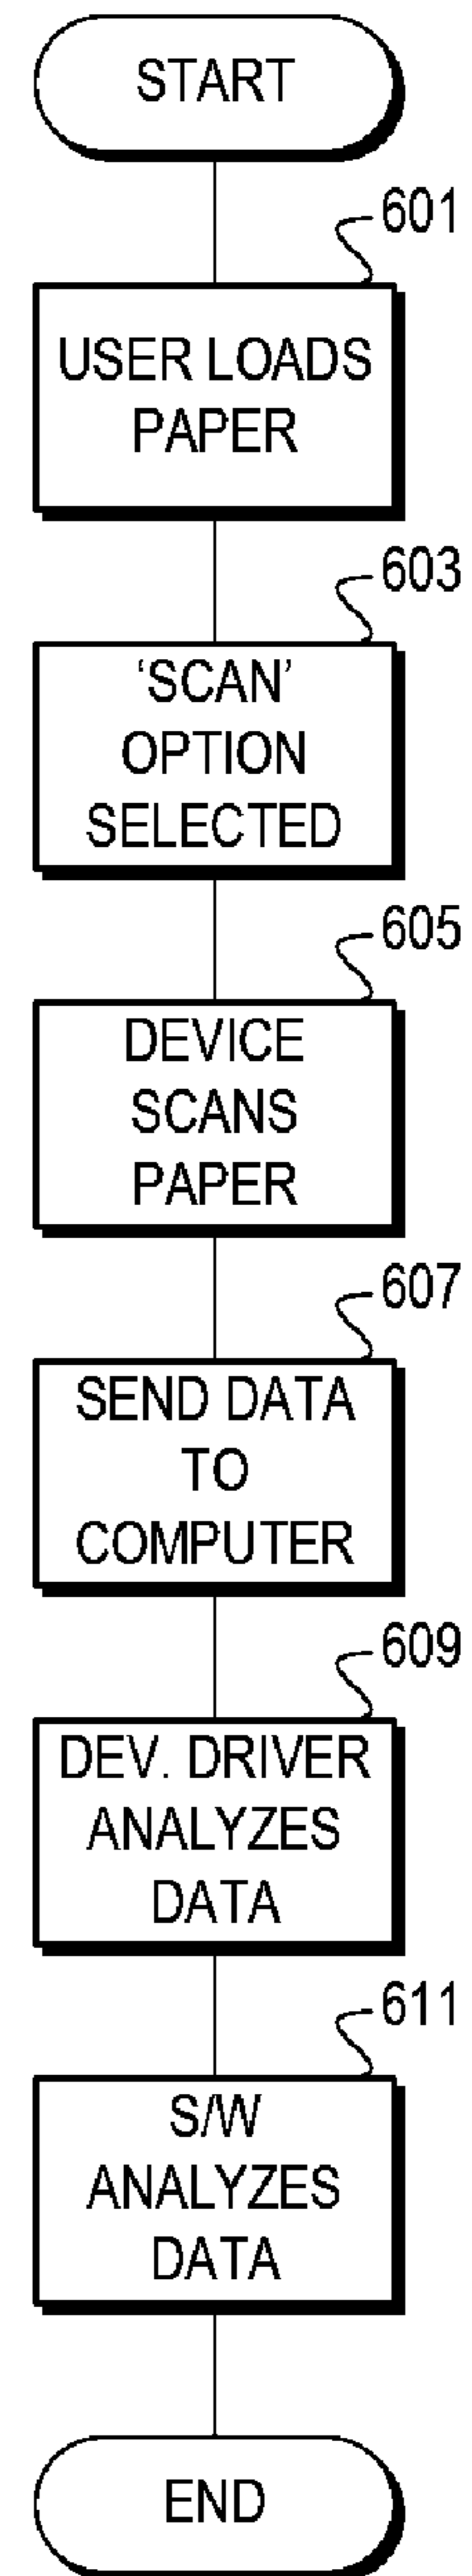 START
601
USER LOADS
PAPER
603
‘SCAN’
OPTION
SELECTED
605
DEVICE
SCANS
PAPER
607
SEND DATA
TO
COMPUTER
609
DEV. DRIVER
ANALYZES
DATA
611
S/W
ANALYZES
DATA
END